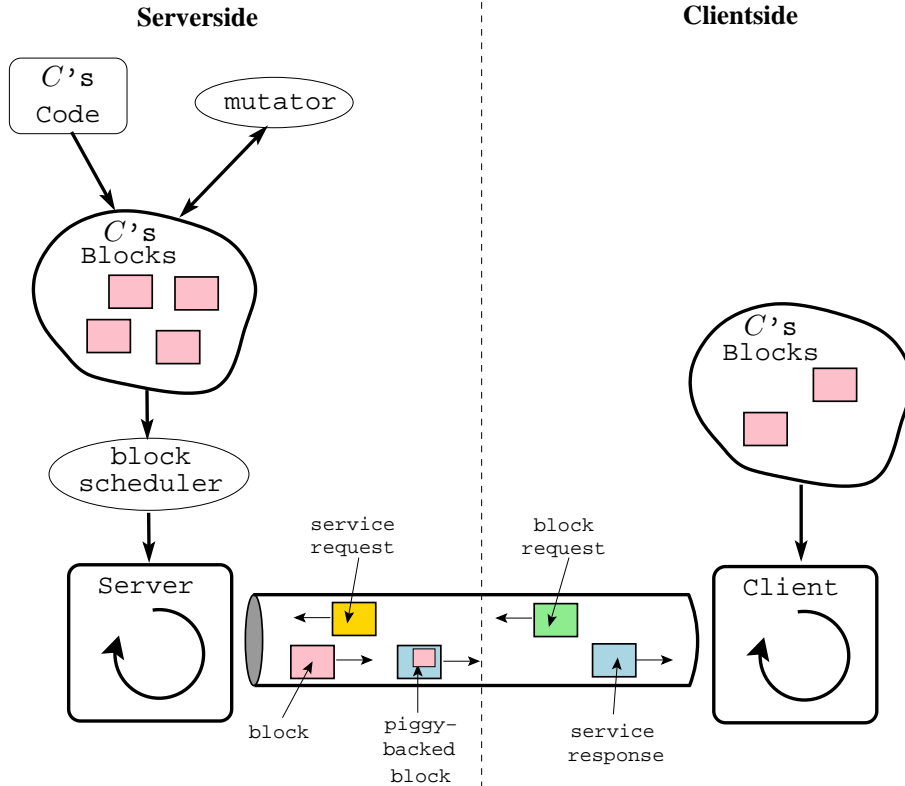 Serverside
Clientside
C's
Code
mutator
C's
Blocks
C's
Blocks
block
scheduler
service
request
block
request
Server
Client
block
piggy-
backed
block
service
response